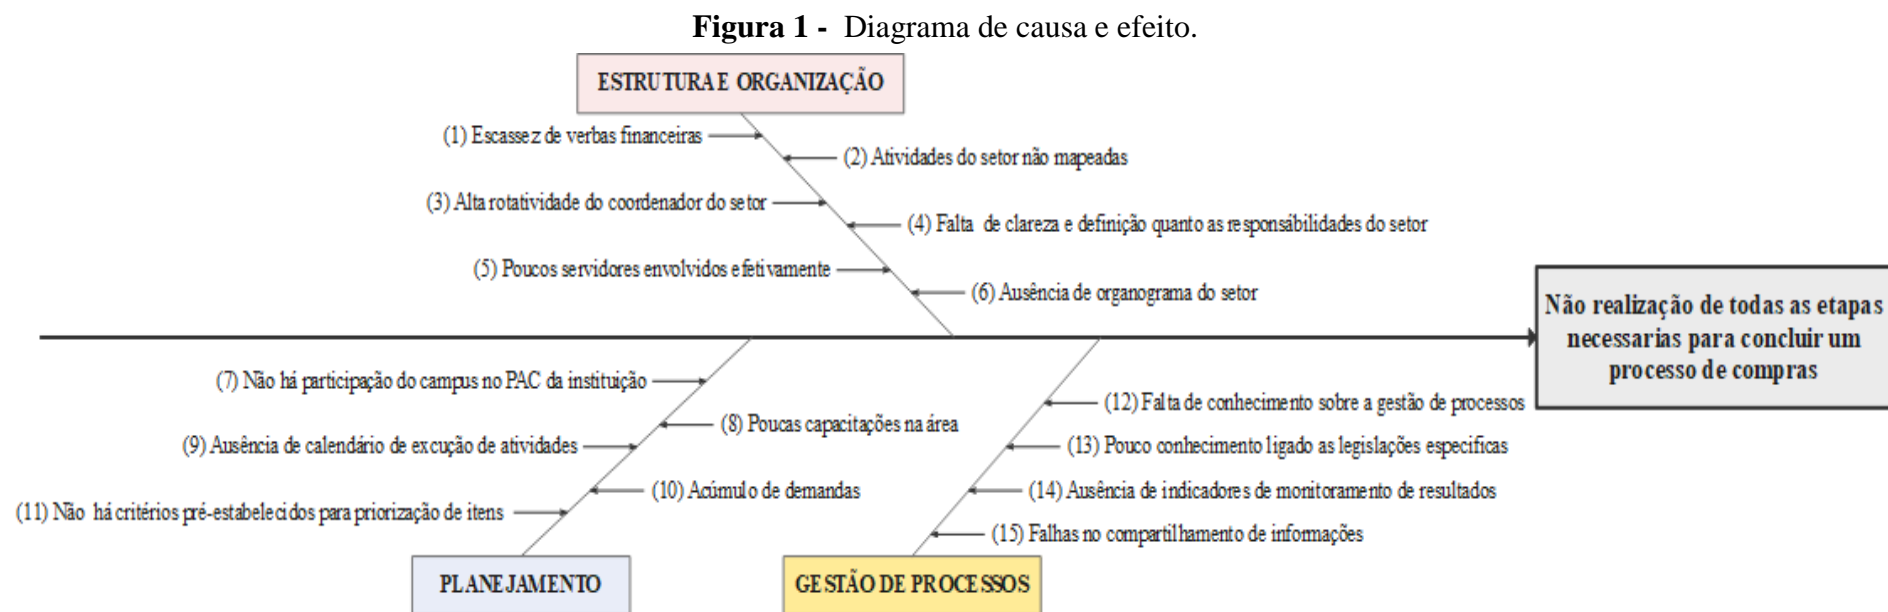 Figura 1 - Diagrama de causa e efeito.
ESTRUTURA E ORGANIZAÇÃO
(1) Escassez de verbas financeiras
(2) Atividades do setor não mapeadas
(3) Alta rotatividade do coordenador do setor
(4) Falta de clareza e definição quanto as responsábilidades do setor
(5) Poucos servidores envolvidos efetivamente
(6) Ausência de organograma do setor
Não realização de todas as etapas
necessarias para concluir um
processo de compras
(7) Não há participação do campus no PAC da instituição
(8) Poucas capacitações na área
(9) Ausência de calendário de excução de atividades
(10) Acúmulo de demandas
(11) Não há critérios pré-estabelecidos para priorização de itens
(12) Falta de conhecimento sobre a gestão de processos
(13) Pouco conhecimento ligado as legislações especificas
(14) Ausência de indicadores de monitoramento de resultados
(15) Falhas no compartilhamento de informações
PLANEJAMENTO
GESTÃO DE PROCESSOS